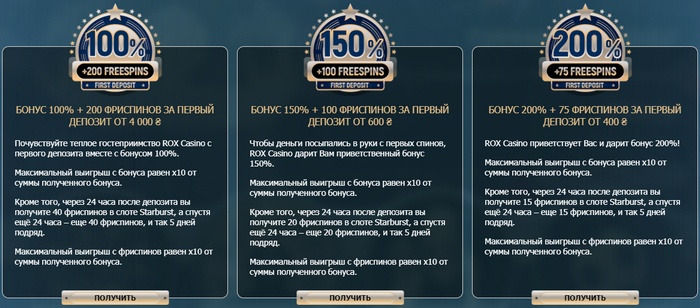 100%
+200 FREESPINS
FIRST DEPOSIT
БОНУС 100% + 200 ФРИСПИНОВ ЗА ПЕРВЫЙ
ДЕПОЗИТ ОТ 4 000 ₴
Почувствуйте теплое гостеприимство ROX Casino с
первого депозита вместе с бонусом 100%.
Максимальный выигрыш с бонуса равен x10 от
суммы полученного бонуса.
Кроме того, через 24 часа после депозита вы
получите 40 фриспинов в слоте Starburst, а спустя
ещё 24 часа – еще 40 фриспинов, и так 5 дней
подряд.
Максимальный выигрыш с фриспинов равен x10 от
суммы полученного бонуса.
ПОЛУЧИТЬ
150%
+100 FREESPINS
FIRST DEPOSIT
БОНУС 150% + 100 ФРИСПИНОВ ЗА ПЕРВЫЙ
ДЕПОЗИТ ОТ 600 ₴
Чтобы деньги посыпались в руки с первых спинов,
ROX Casino дарит Вам приветственный бонус
150%.
Максимальный выигрыш с бонуса равен x10 от
суммы полученного бонуса.
Кроме того, через 24 часа после депозита вы
получите 20 фриспинов в слоте Starburst, а спустя
ещё 24 часа – еще 20 фриспинов, и так 5 дней
подряд.
Максимальный выигрыш с фриспинов равен x10 от
суммы полученного бонуса.
ПОЛУЧИТЬ
200%
+75 FREESPINS
FIRST DEPOSIT
БОНУС 200% + 75 ФРИСПИНОВ ЗА ПЕРВЫЙ
ДЕПОЗИТ ОТ 400 ₴
ROX Casino приветствует Вас и дарит бонус 200%!
Максимальный выигрыш с бонуса равен x10 от
суммы полученного бонуса.
Кроме того, через 24 часа после депозита вы
получите 15 фриспинов в слоте Starburst, а спустя
ещё 24 часа – еще 15 фриспинов, и так 5 дней
подряд.
Максимальный выигрыш с фриспинов равен x10 от
суммы полученного бонуса.
ПОЛУЧИТЬ